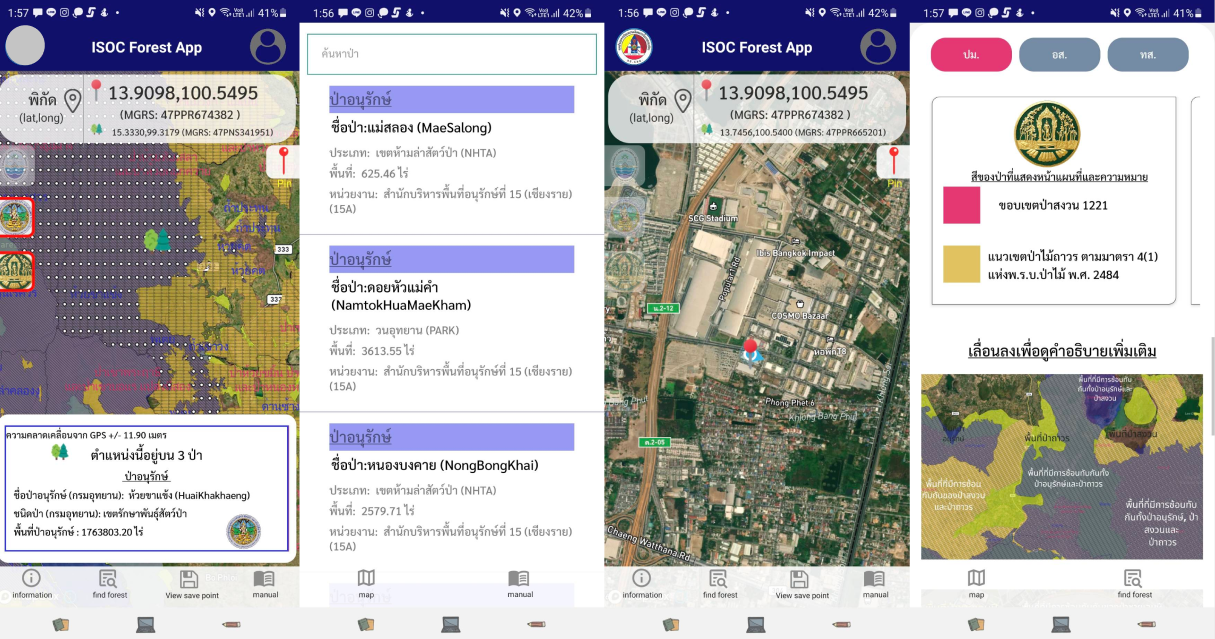 1:57
41%
ISOC Forest App
พิกัด
(lat,long)
13.9098,100.5495
(MGRS: 47PPR674382 )
15.3330,99.3179 (MGRS: 47PNS341951)
Pin
333
333
ความคลาดเคลื่อนจาก GPS +/- 11.90 เมตร
ตำแหน่งนี้อยู่บน 3 ป่า
ป่าอนุรักษ์
ชื่อป่าอนุรักษ์ (กรมอุทยาน): ห้วยขาแข้ง (HuaiKhakhaeng)
ชนิดป่า (กรมอุทยาน): เขตรักษาพันธุ์สัตว์ป่า
พื้นที่ป่าอนุรักษ์ : 1763803.20 ไร่
information
find forest
View save point
manual
1:56
42%
ค้นหาป่า
ป่าอนุรักษ์
ชื่อป่า:แม่สลอง (MaeSalong)
ประเภท: เขตห้ามล่าสัตว์ป่า (NHTA)
พื้นที่: 625.46 ไร่
หน่วยงาน: สำนักบริหารพื้นที่อนุรักษ์ที่ 15 (เชียงราย)
(15A)
ป่าอนุรักษ์
ชื่อป่า:ดอยหัวแม่คำ
(NamtokHuaMaeKham)
ประเภท: วนอุทยาน (PARK)
พื้นที่: 3613.55 ไร่
หน่วยงาน: สำนักบริหารพื้นที่อนุรักษ์ที่ 15 (เชียงราย)
(15A)
ป่าอนุรักษ์
ชื่อป่า:หนองบงคาย (NongBongKhai)
ประเภท: เขตห้ามล่าสัตว์ป่า (NHTA)
พื้นที่: 2579.71 ไร่
หน่วยงาน: สำนักบริหารพื้นที่อนุรักษ์ที่ 15 (เชียงราย)
(15A)
map
manual
1:56
42%
ISOC Forest App
พิกัด
(lat,long)
13.9098,100.5495
(MGRS: 47PPR674382 )
13.7456,100.5400 (MGRS: 47PPR665201)
Pin
SCG Stadium
Ibis Bangkok Impact
Popular 1 Rd
น.2-12
COSMO Bazaar
หอพักT8
Phong Phet 6
Khlong Bang Phut
ต.2-05
Chaeng Watthana Rd
information
find forest
View save point
manual
1:57
41%
ปม.
อส.
ทส.
สีของป่าที่แสดงหน้าแผนที่และความหมาย
ขอบเขตป่าสงวน 1221
แนวเขตป่าไม้ถาวร ตามมาตรา 4(1)
แห่งพ.ร.บ.ป่าไม้ พ.ศ. 2484
เลื่อนลงเพื่อดูคำอธิบายเพิ่มเติม
พื้นที่มีการซ้อนทับ
กันทั้งป่าอนุรักษ์และ
ป่าสงวน
พื้นที่ป่าถาวร
พื้นที่ป่าสงวน
พื้นที่ที่มีการซ้อนทับกันทั้ง
ป่าอนุรักษ์และป่าถาวร
พื้นที่ที่มีการซ้อน
ทับกันของป่าสงวน
และป่าถาวร
พื้นที่ที่มีการซ้อนทับ
กันทั้งป่าอนุรักษ์, ป่า
สงวนและ
ป่าถาวร
map
find forest